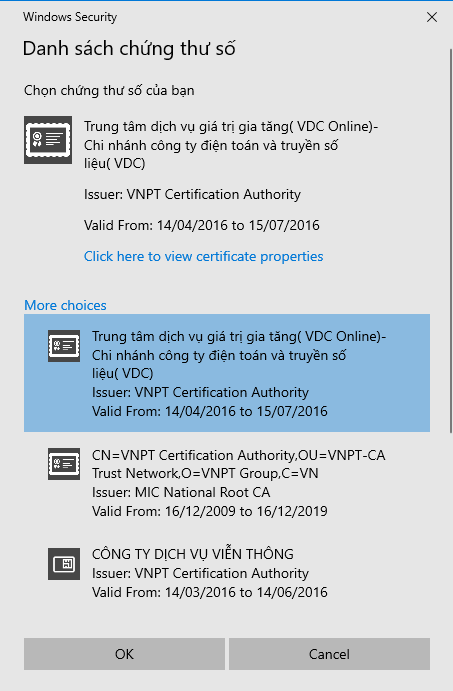 Windows Security
Danh sách chứng thư số
Chọn chứng thư số của bạn
Trung tâm dịch vụ giá trị gia tăng( VDC Online)-
Chi nhánh công ty điện toán và truyền số
liệu( VDC)
Issuer: VNPT Certification Authority
Valid From: 14/04/2016 to 15/07/2016
Click here to view certificate properties
More choices
Trung tâm dịch vụ giá trị gia tăng( VDC Online)-
Chi nhánh công ty điện toán và truyền số
liệu( VDC)
Issuer: VNPT Certification Authority
Valid From: 14/04/2016 to 15/07/2016
CN=VNPT Certification Authority,OU=VNPT-CA
Trust Network,O=VNPT Group,C=VN
Issuer: MIC National Root CA
Valid From: 16/12/2009 to 16/12/2019
CÔNG TY DỊCH VỤ VIỄN THÔNG
Issuer: VNPT Certification Authority
Valid From: 14/03/2016 to 14/06/2016
OK
Cancel